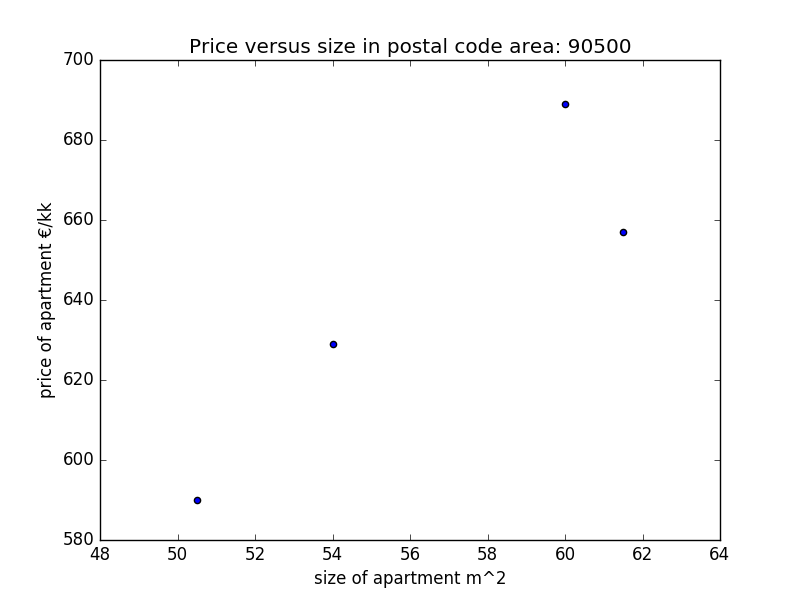 Price versus size in postal code area: 90500
700
680
660
640
620
600
580
price of apartment €/kk
48 50 52 54 56 58 60 62 64
size of apartment m^2